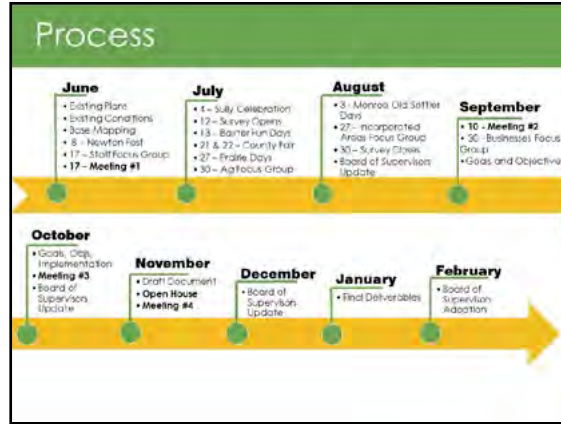 Process
June
• Existing Plans
• Existing Conditions
• Base Mapping
• 8 - Newton Fest
• 17 – Staff Focus Group
• 17 – Meeting #1
July
• 4 – Sully Celebration
• 12 – Survey Opens
• 13 – Baxter Fun Days
• 21 & 22 – County Fair
• 27 – Prairie Days
• 30 – Ag Focus Group
August
• 3 - Monroe Old Settler
Days
• 27 - Incorporated
Areas Focus Group
• 30 – Survey Closes
• Board of Supervisors
Update
September
• 10 - Meeting #2
• 30 - Businesses Focus
Group
• Goals and Objectives
October
• Goals, Objs,
Implementation
• Meeting #3
• Board of
Supervisors
Update
November
• Draft Document
• Open House
• Meeting #4
December
• Board of
Supervisors
Update
January
• Final Deliverables
February
• Board of
Supervisors
Adoption